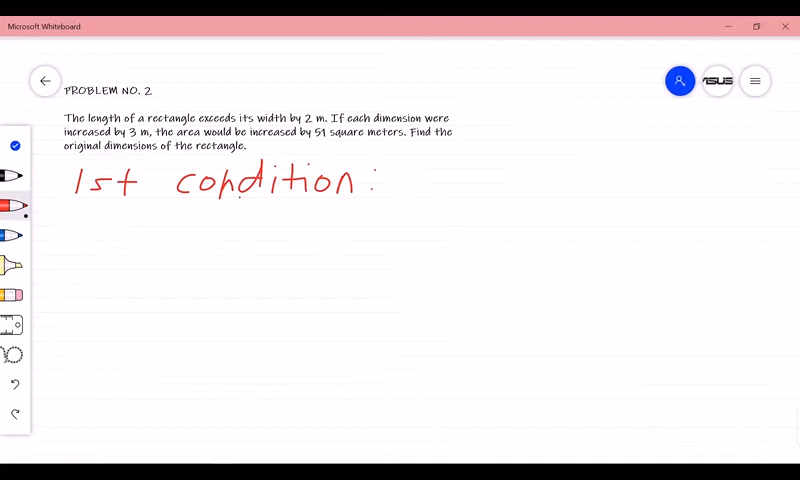 Microsoft Whiteboard
PROBLEM NO. 2
The length of a rectangle exceeds its width by 2 m. If each dimension were
increased by 3 m, the area would be increased by 51 square meters. Find the
original dimensions of the rectangle.
1st condition: